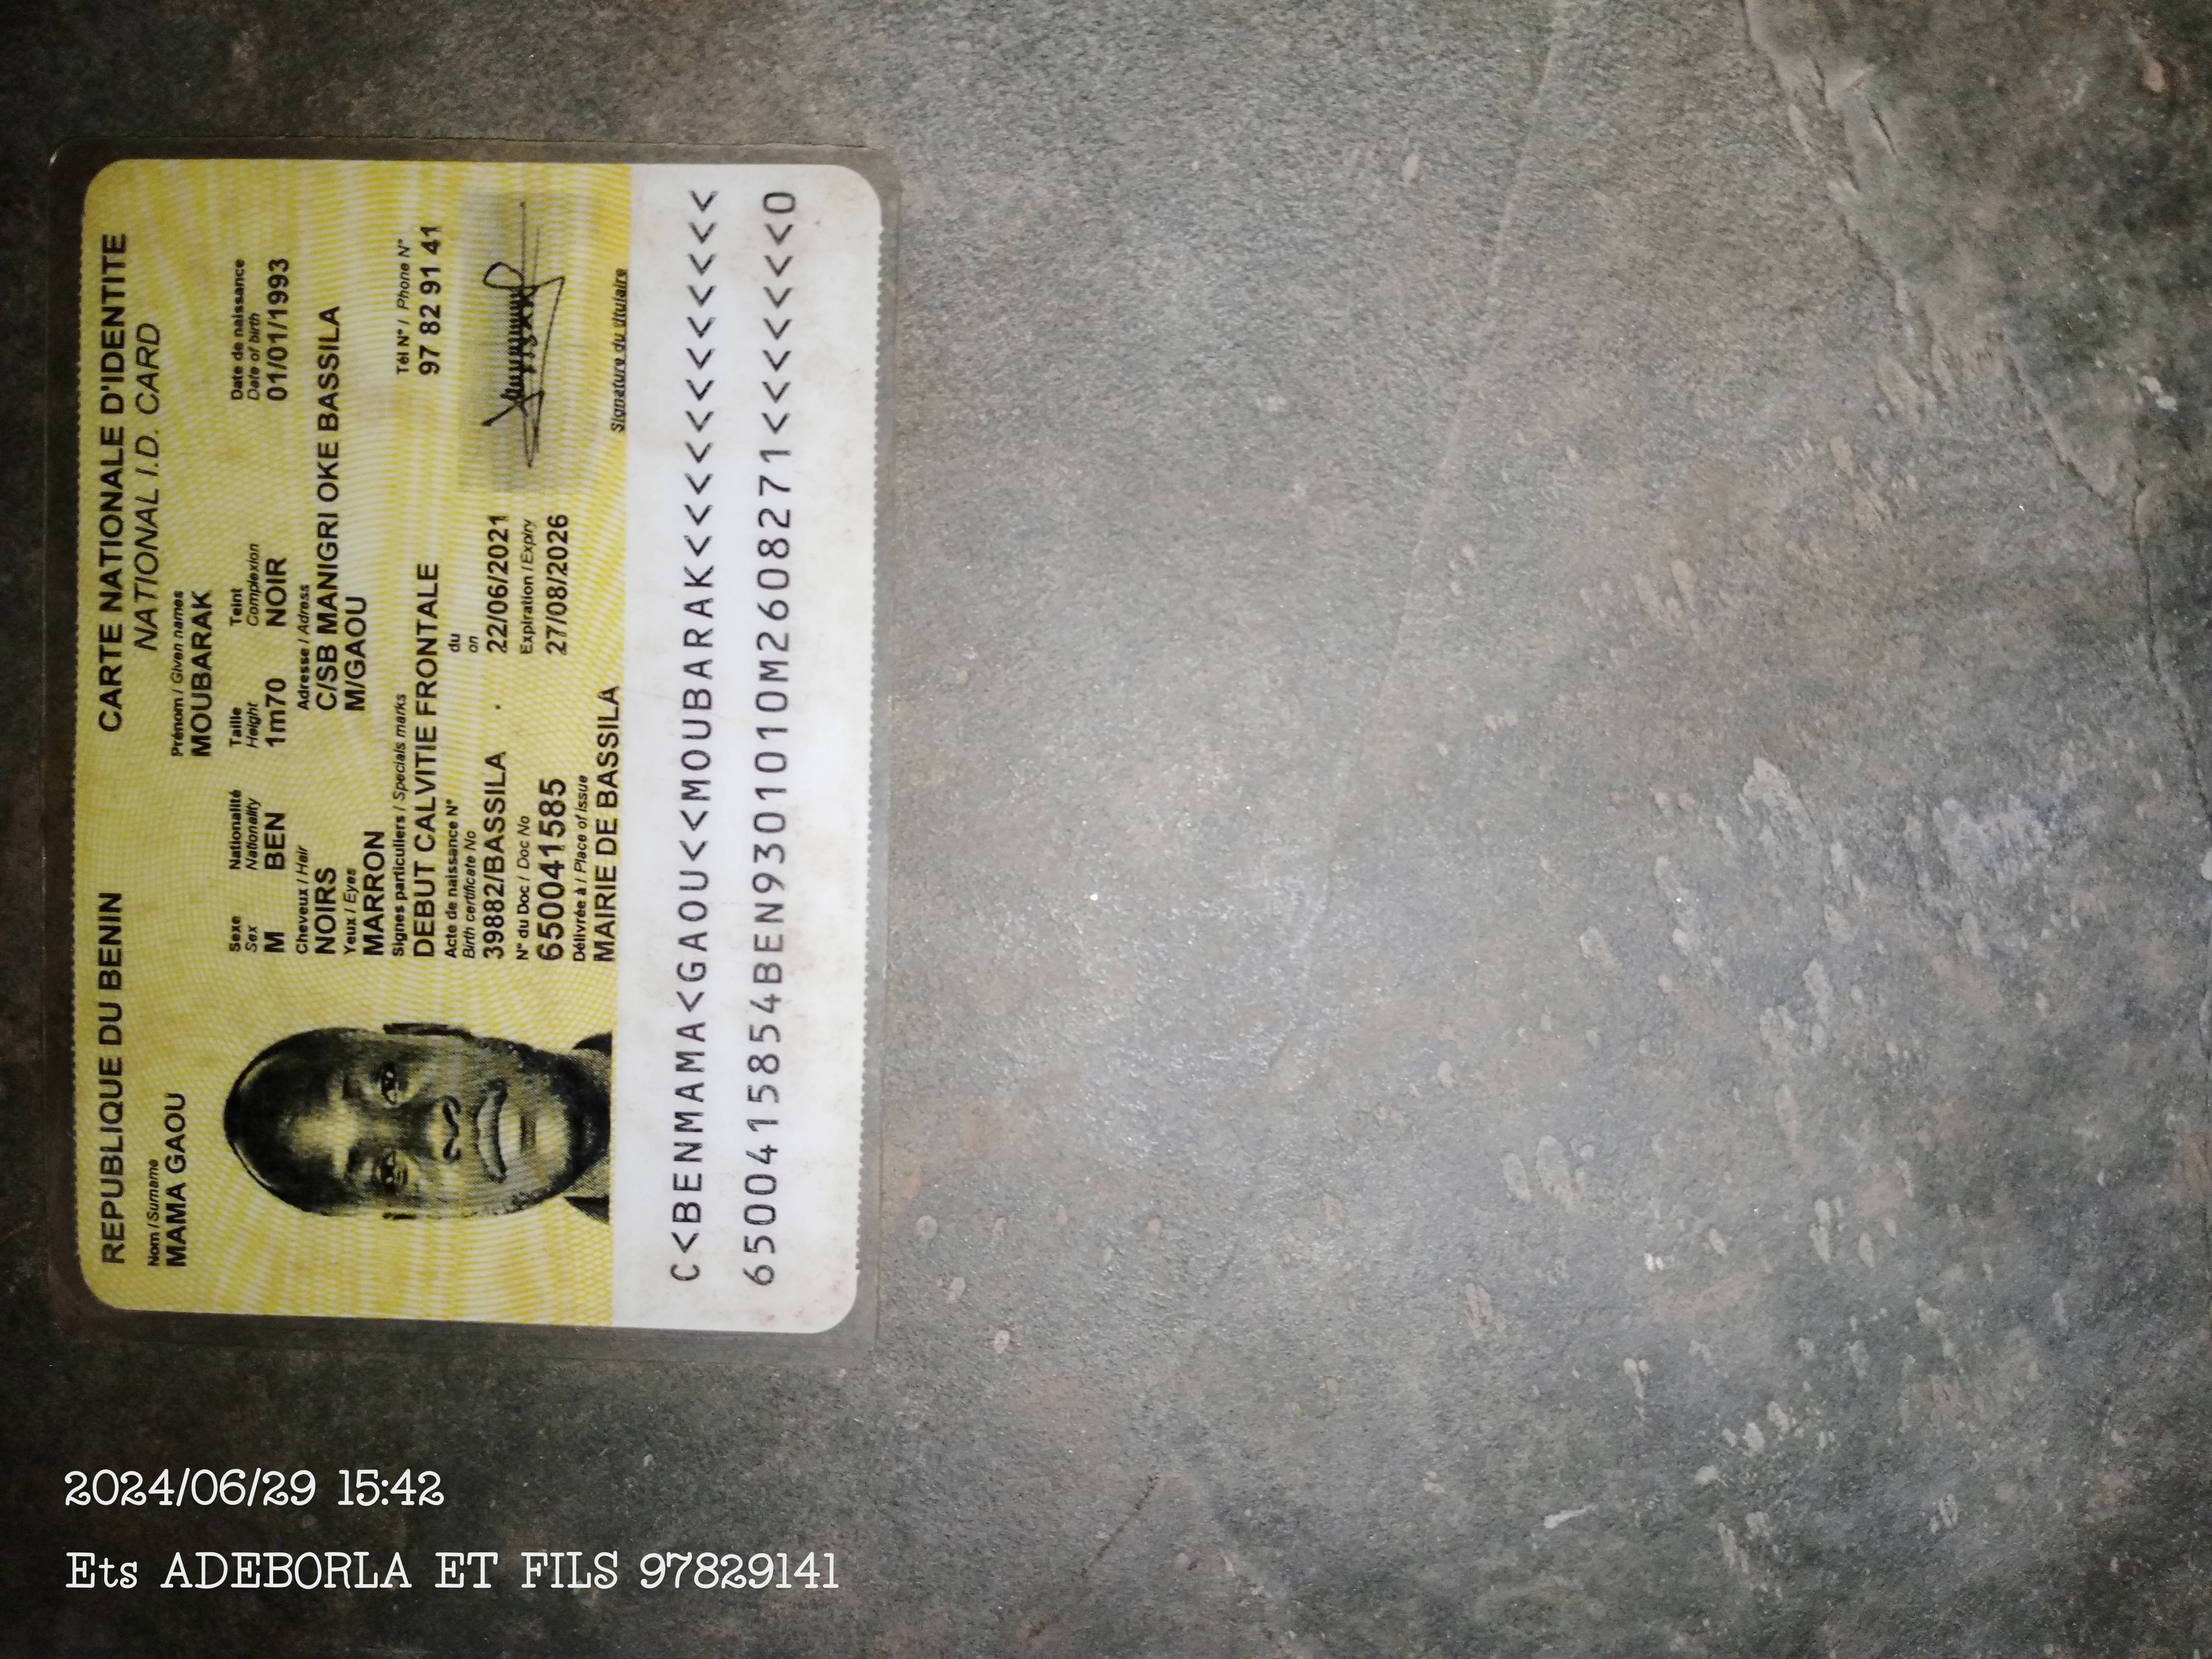 REPUBLIQUE DU BENIN CARTE NATIONALE D'IDENTITE
NATIONAL I.D. CARD
Nom / Surname Prénom / Given names
MAMA GAOU MOUBARAK
Sexe Nationalité Taille Teint Date de naissance
Sex Nationality Height Complexion Date of birth
M BEN 1m70 NOIR 01/01/1993
Cheveux / Hair Adresse / Adress
NOIRS C/SB MANIGRI OKE BASSILA
Yeux / Eyes M/GAOU
MARRON
Signes particuliers / Specials marks Tél N° / Phone N°
DEBUT CALVITIE FRONTALE 97 82 91 41
Acte de naissance N° du
Birth certificate No on
39882/BASSILA 22/06/2021
N° du Doc / Doc No Expiration / Expiry
650041585 27/08/2026
Délivrée à / Place of issue
MAIRIE DE BASSILA Signature du titulaire
C<BENMAMA<GAOU<<MOUBARAK<<<<<<<<<<<<
6500415854BEN9301010M2608271<<<<<<<0
2024/06/29 15:42
Ets ADEBORLA ET FILS 97829141